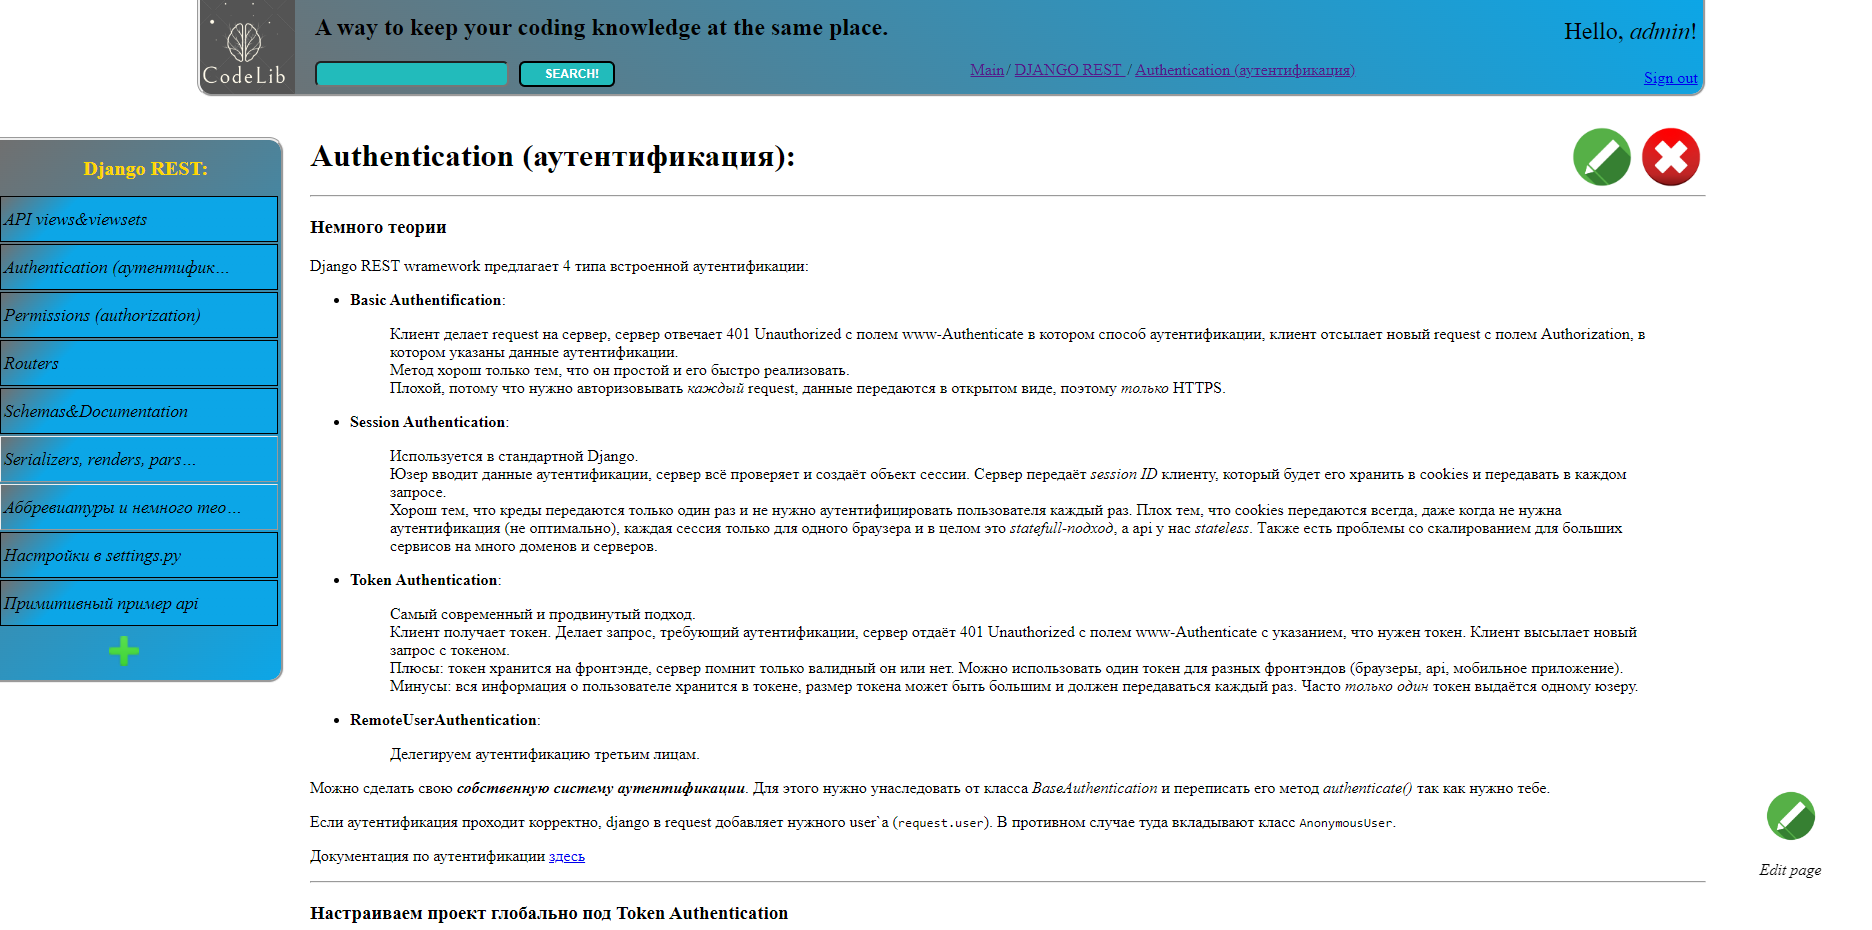 CodeLib
A way to keep your coding knowledge at the same place.
SEARCH!
Main / DJANGO REST / Authentication (аутентификация)
Hello, admin!
Sign out
Django REST:
API views&viewsets
Authentication (аутентифик…
Permissions (authorization)
Routers
Schemas&Documentation
Serializers, renders, pars…
Аббревиатуры и немного тео…
Настройки в settings.py
Примитивный пример api
Authentication (аутентификация):
Немного теории
Django REST wramework предлагает 4 типа встроенной аутентификации:
• Basic Authentification:
Клиент делает request на сервер, сервер отвечает 401 Unauthorized с полем www-Authenticate в котором способ аутентификации, клиент отсылает новый request с полем Authorization, в
котором указаны данные аутентификации.
Метод хорош только тем, что он простой и его быстро реализовать.
Плохой, потому что нужно авторизовывать каждый request, данные передаются в открытом виде, поэтому только HTTPS.
• Session Authentication:
Используется в стандартной Django.
Юзер вводит данные аутентификации, сервер всё проверяет и создаёт объект сессии. Сервер передаёт session ID клиенту, который будет его хранить в cookies и передавать в каждом
запросе.
Хорош тем, что креды передаются только один раз и не нужно аутентифицировать пользователя каждый раз. Плох тем, что cookies передаются всегда, даже когда не нужна
аутентификация (не оптимально), каждая сессия только для одного браузера и в целом это statefull-подход, а api у нас stateless. Также есть проблемы со скалированием для больших
сервисов на много доменов и серверов.
• Token Authentication:
Самый современный и продвинутый подход.
Клиент получает токен. Делает запрос, требующий аутентификации, сервер отдаёт 401 Unauthorized с полем www-Authenticate с указанием, что нужен токен. Клиент высылает новый
запрос с токеном.
Плюсы: токен хранится на фронтэнде, сервер помнит только валидный он или нет. Можно использовать один токен для разных фронтэндов (браузеры, api, мобильное приложение).
Минусы: вся информация о пользователе хранится в токене, размер токена может быть большим и должен передаваться каждый раз. Часто только один токен выдаётся одному юзеру.
• RemoteUserAuthentication:
Делегируем аутентификацию третьим лицам.
Можно сделать свою собственную систему аутентификации. Для этого нужно унаследовать от класса BaseAuthentication и переписать его метод authenticate() так как нужно тебе.
Если аутентификация проходит корректно, django в request добавляет нужного user`a (request.user). В противном случае туда вкладывают класс AnonymousUser.
Документация по аутентификации здесь
Edit page
Настраиваем проект глобально под Token Authentication